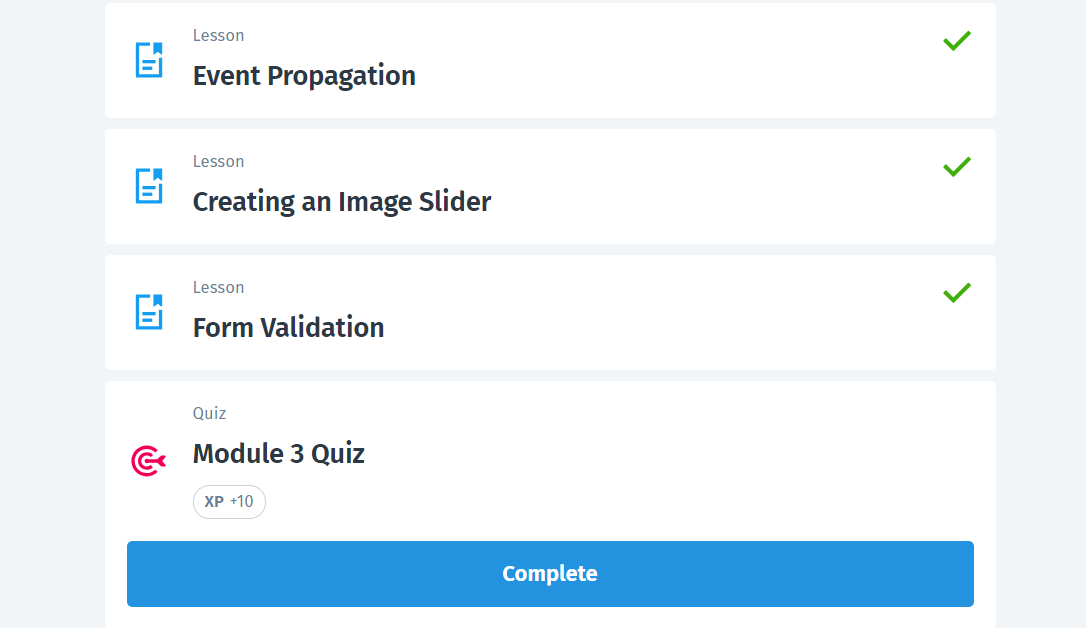 Lesson
Event Propagation
Lesson
Creating an Image Slider
Lesson
Form Validation
Quiz
Module 3 Quiz
XP +10
Complete